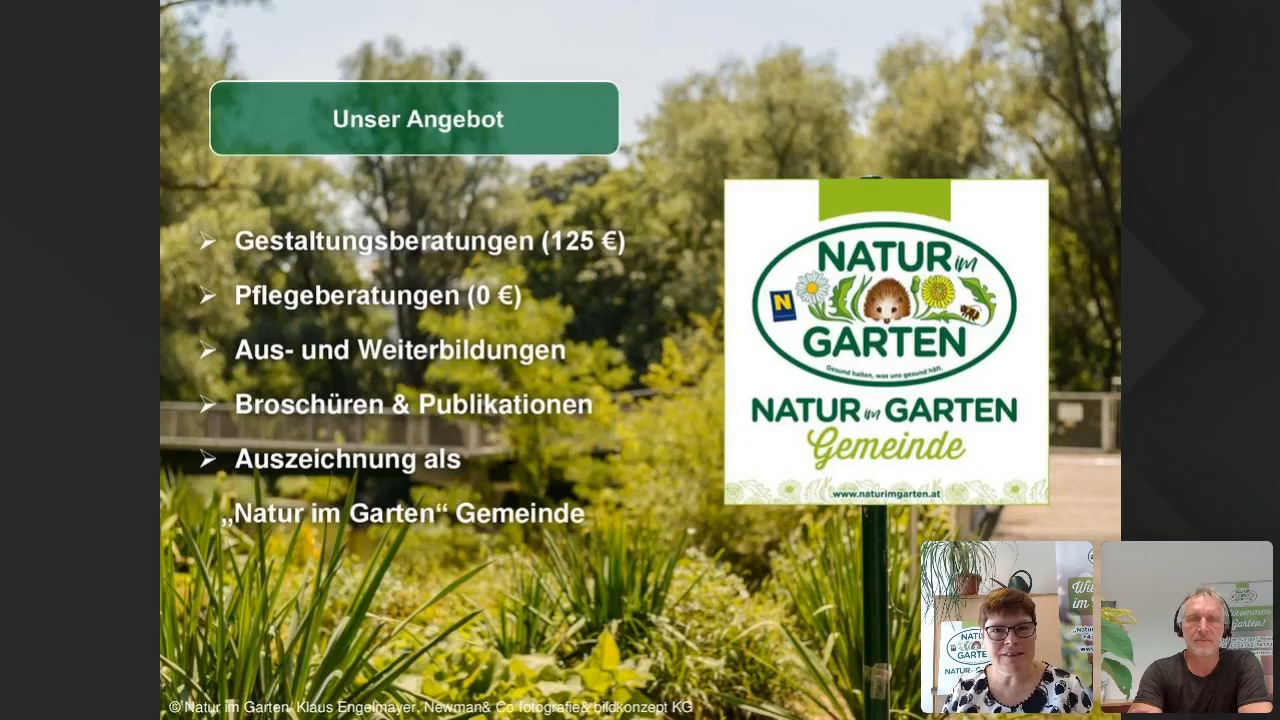 Unser Angebot
➢ Gestaltungsberatungen (125 €)
➢ Pflegeberatungen (0 €)
➢ Aus- und Weiterbildungen
➢ Broschüren & Publikationen
➢ Auszeichnung als
„Natur im Garten“ Gemeinde
NATUR im
N
GARTEN
Gesund halten, was uns gesund hält.
NATUR im GARTEN
Gemeinde
www.naturimgarten.at
© Natur im Garten/ Klaus Engelmayer, Newman& Co fotografie& bildkonzept KG